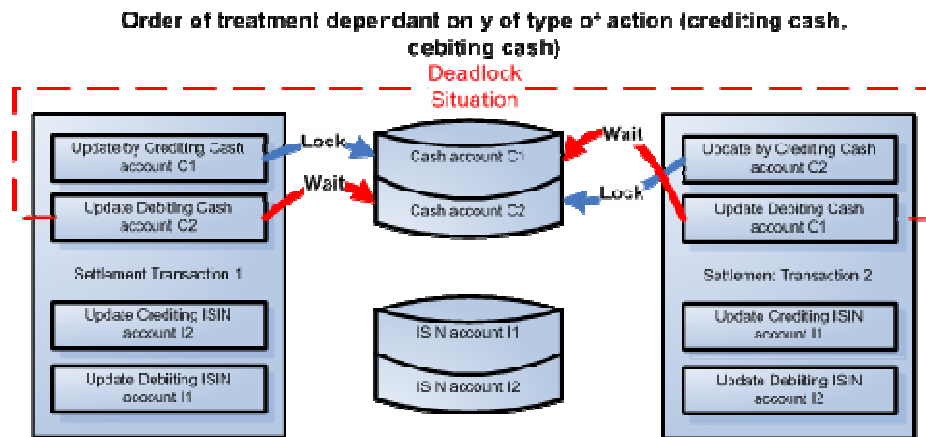 Order of treatment dependant on y of type of action (crediting cash,
cebiting cash)
Deadlock
Situation
Update by Crediting Cash
account C1
Lock
Wait
Update Debiting Cash
account C2
Settlement Transaction 1
Update Crediting ISIN
account I2
Update Debiting ISIN
account I1
Cash account C1
Cash account C2
ISIN account I1
ISIN account I2
Wait
Lock
Update by Crediting Cash
account C2
Update Debiting Cash
account C1
Settlement Transaction 2
Update Crediting ISIN
account I1
Update Debiting ISIN
account I2